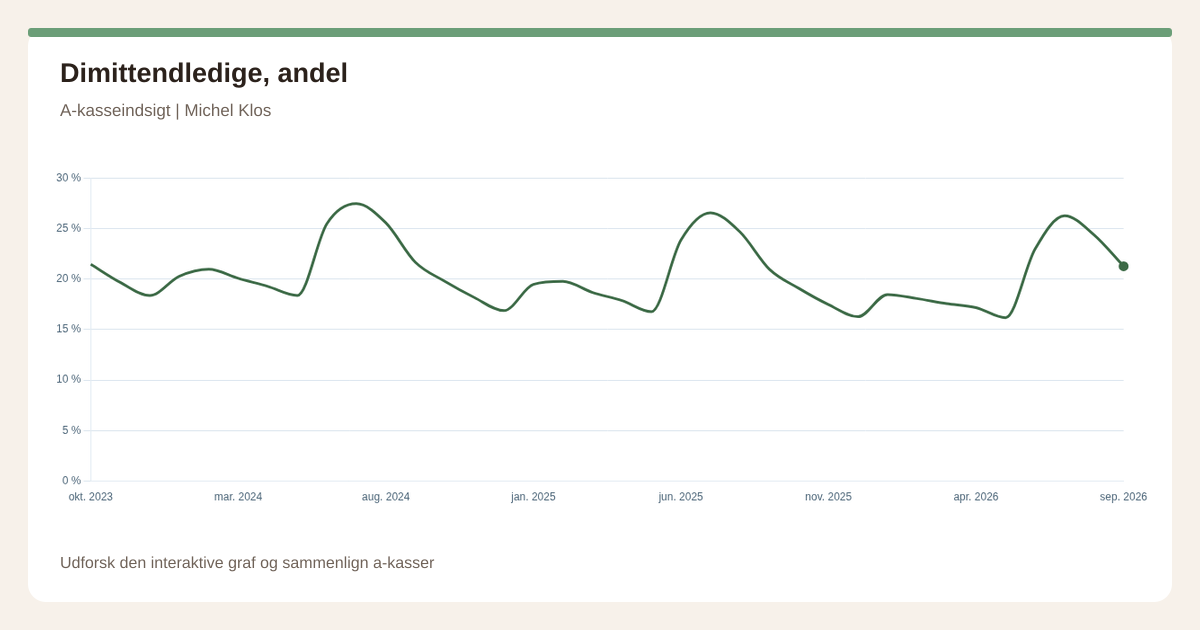 Dimittendledige, andel
A-kasseindsigt | Michel Klos
30 %
25 %
20 %
15 %
10 %
5 %
0 %
okt. 2023
mar. 2024
aug. 2024
jan. 2025
jun. 2025
nov. 2025
apr. 2026
sep. 2026
Udforsk den interaktive graf og sammenlign a-kasser